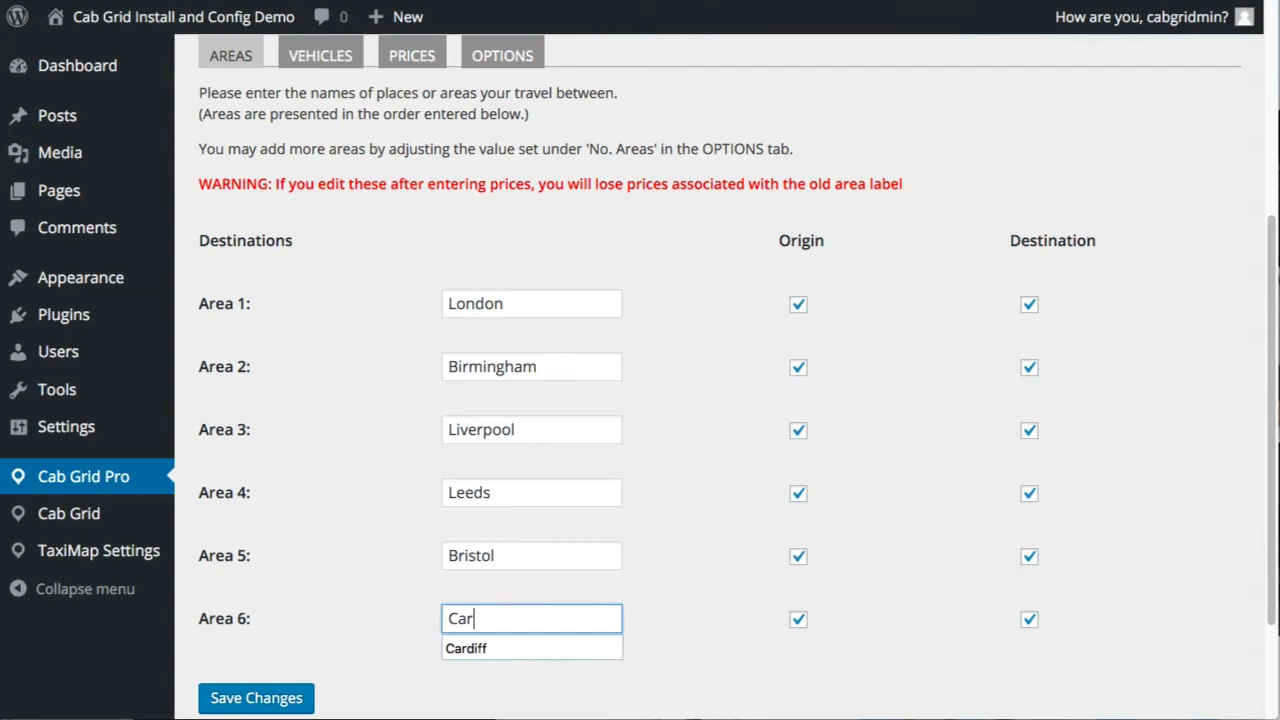 Cab Grid Install and Config Demo 0 New How are you, cabgridmin?
Dashboard
Posts
Media
Pages
Comments
Appearance
Plugins
Users
Tools
Settings
Cab Grid Pro
Cab Grid
TaxiMap Settings
Collapse menu
AREAS VEHICLES PRICES OPTIONS
Please enter the names of places or areas your travel between.
(Areas are presented in the order entered below.)
You may add more areas by adjusting the value set under 'No. Areas' in the OPTIONS tab.
WARNING: If you edit these after entering prices, you will lose prices associated with the old area label
Destinations Origin Destination
Area 1: London
Area 2: Birmingham
Area 3: Liverpool
Area 4: Leeds
Area 5: Bristol
Area 6: Car
Cardiff
Save Changes